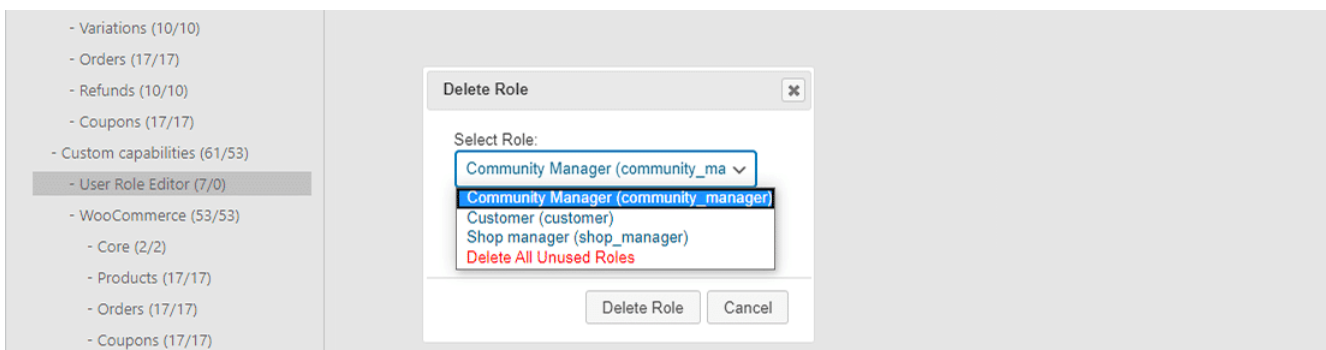 - Variations (10/10)
- Orders (17/17)
- Refunds (10/10)
- Coupons (17/17)
- Custom capabilities (61/53)
- User Role Editor (7/0)
- WooCommerce (53/53)
- Core (2/2)
- Products (17/17)
- Orders (17/17)
- Coupons (17/17)
Delete Role
Select Role:
Community Manager (community_ma
Community Manager (community_manager)
Customer (customer)
Shop manager (shop_manager)
Delete All Unused Roles
Delete Role Cancel